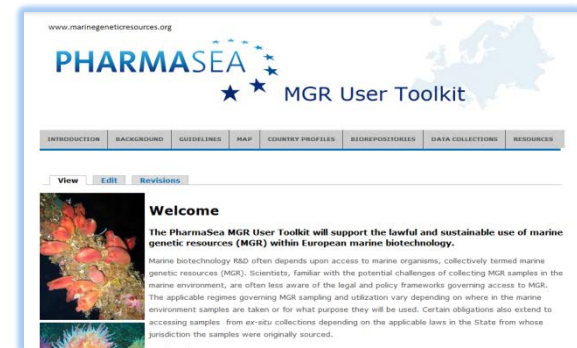 www.marinegeneticresources.org
PHARMASEA
MGR User Toolkit
INTRODUCTION BACKGROUND GUIDELINES MAP COUNTRY PROFILES BIOREPOSITORIES DATA COLLECTIONS RESOURCES
View Edit Revisions
Welcome
The PharmaSea MGR User Toolkit will support the lawful and sustainable use of marine
genetic resources (MGR) within European marine biotechnology.
Marine biotechnology R&D often depends upon access to marine organisms, collectively termed marine
genetic resources (MGR). Scientists, familiar with the potential challenges of collecting MGR samples in the
marine environment, are often less aware of the legal and policy frameworks governing access to MGR.
The applicable regimes governing MGR sampling and utilization vary depending on where in the marine
environment samples are taken or for what purpose they will be used. Certain obligations also extend to
accessing samples from ex-situ collections depending on the applicable laws in the State from whose
jurisdiction the samples were originally sourced.